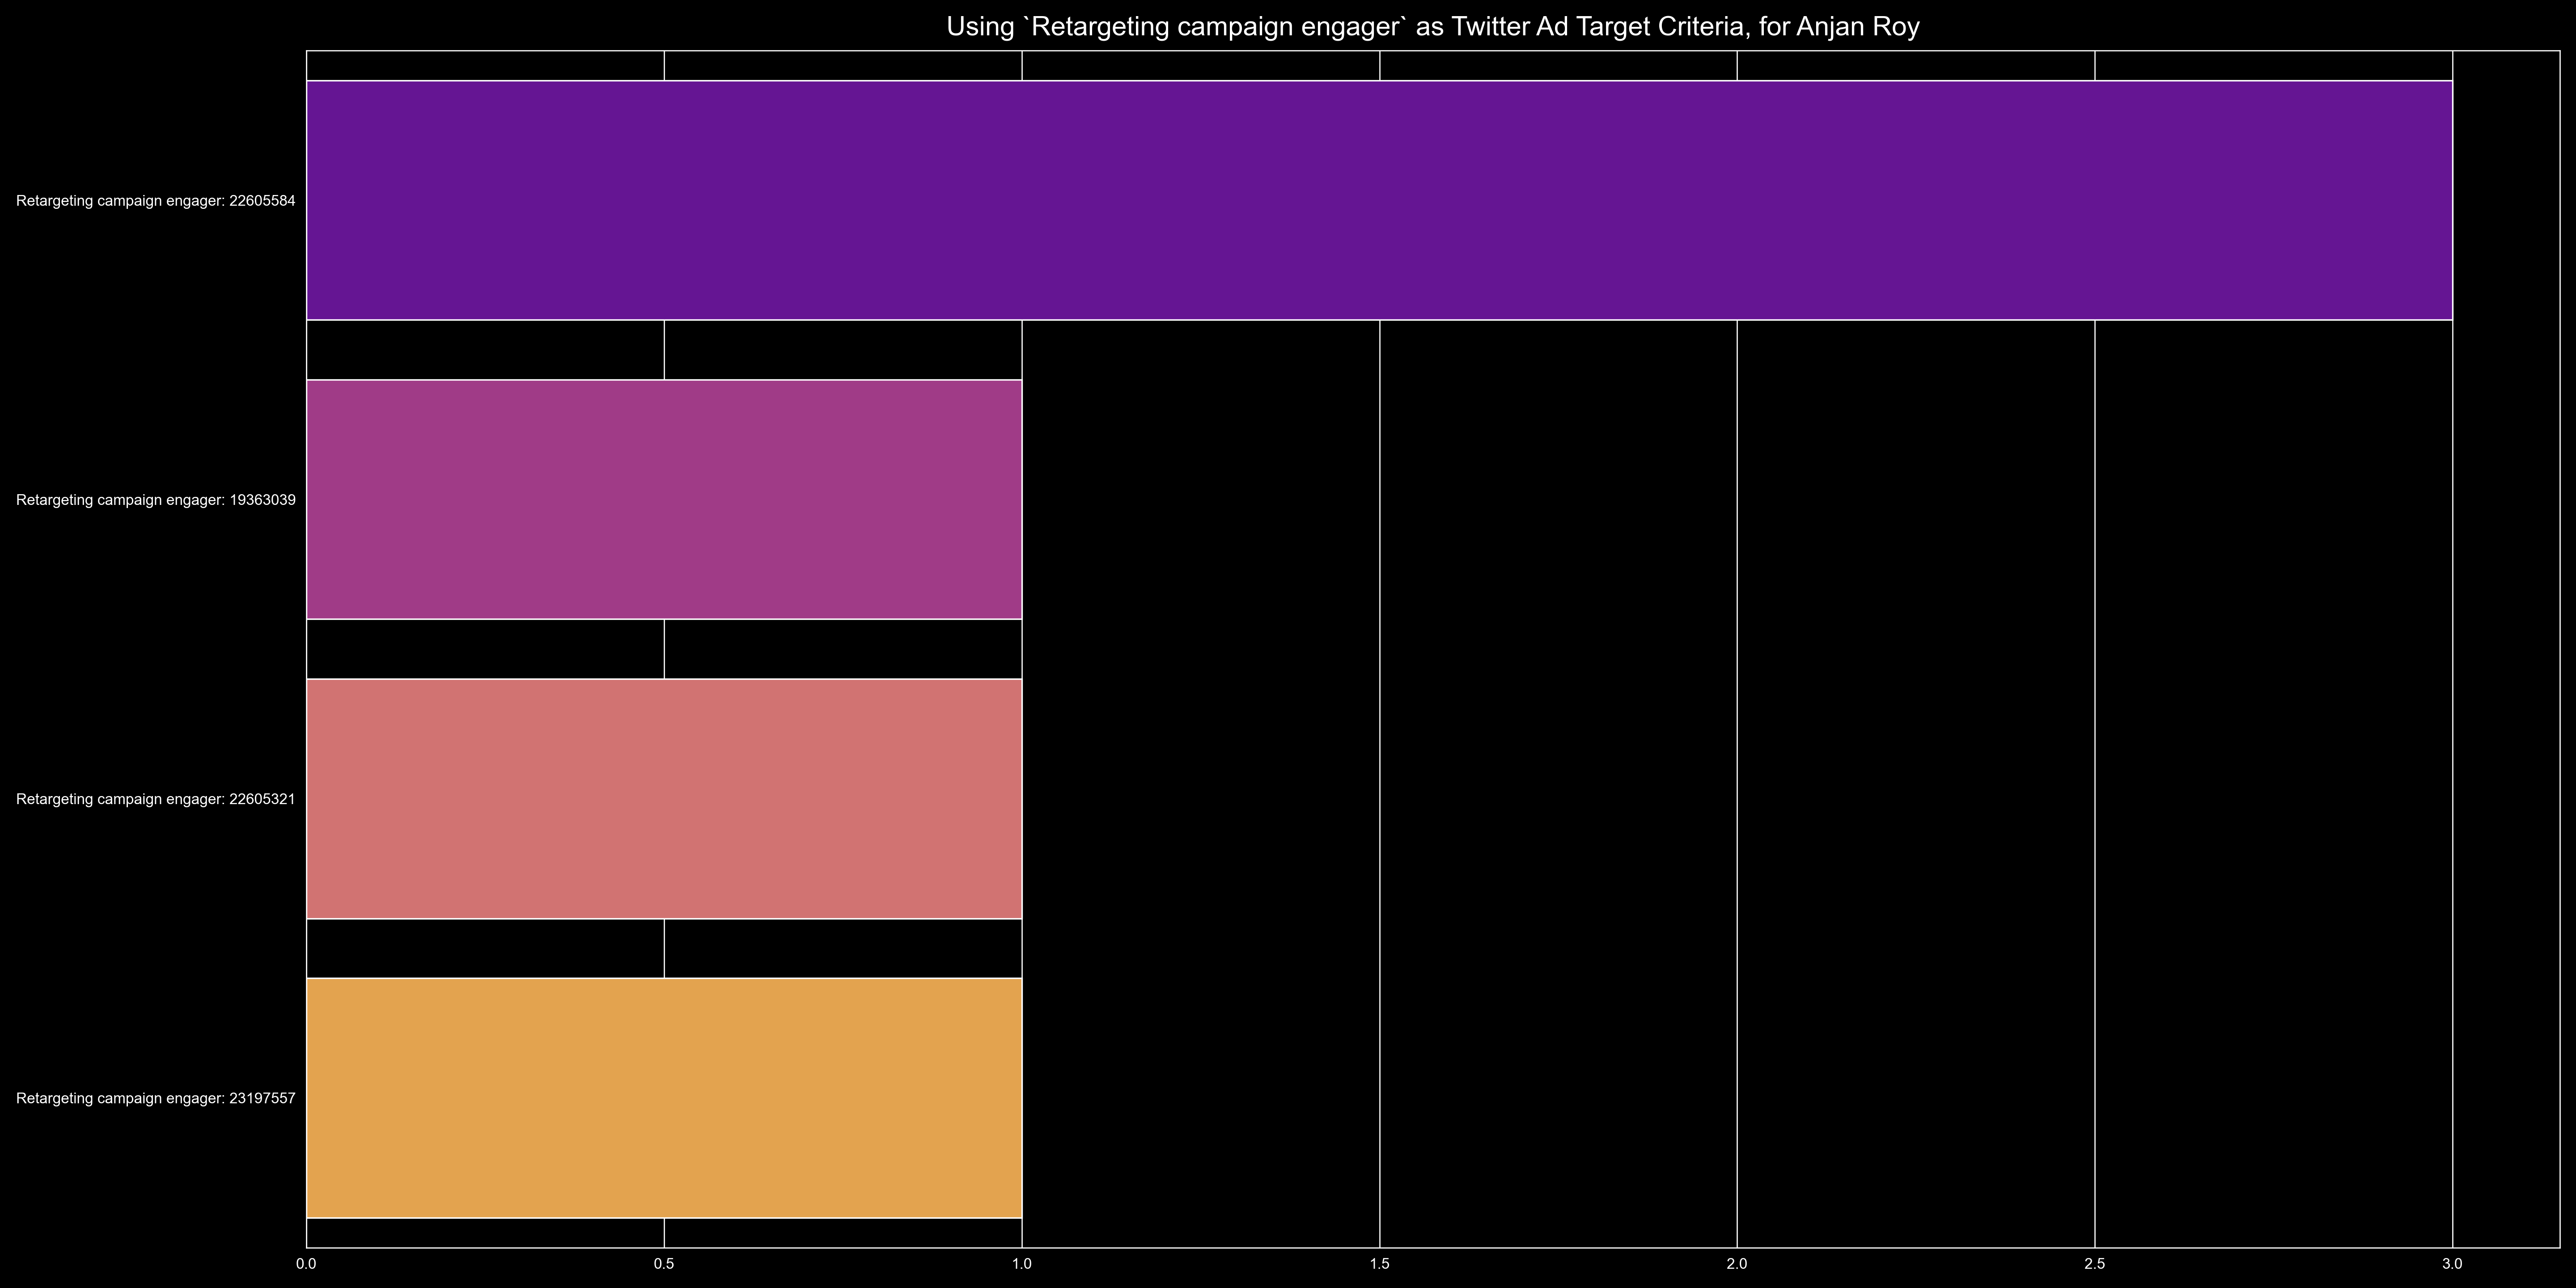 Using `Retargeting campaign engager` as Twitter Ad Target Criteria, for Anjan Roy
Retargeting campaign engager: 22605584
Retargeting campaign engager: 19363039
Retargeting campaign engager: 22605321
Retargeting campaign engager: 23197557
0.0 0.5 1.0 1.5 2.0 2.5 3.0